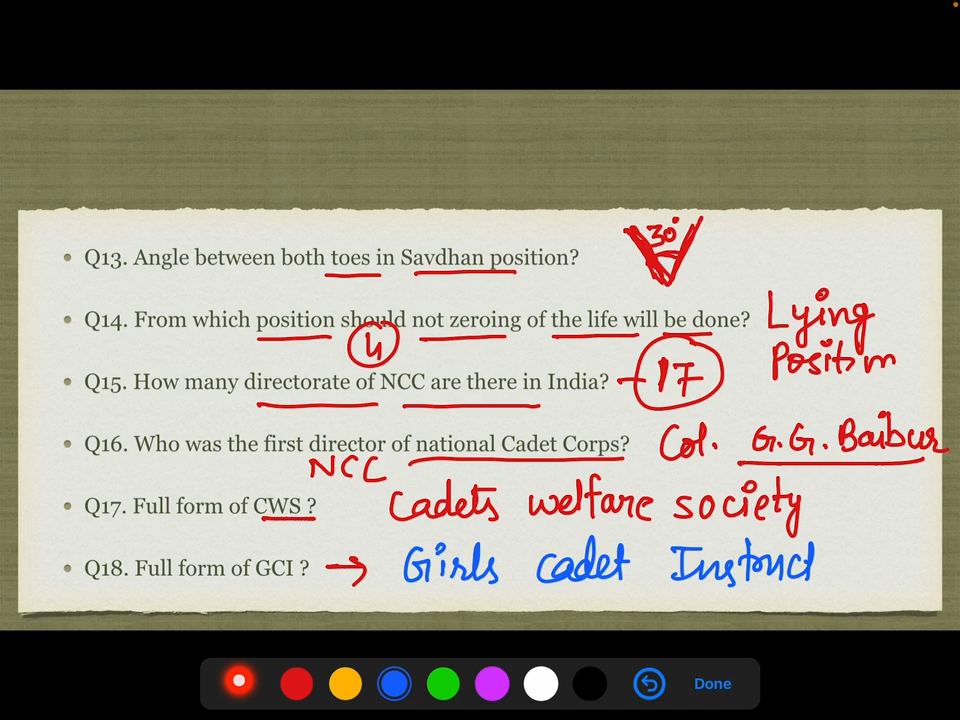 Q13. Angle between both toes in Savdhan position? 30°
Q14. From which position should not zeroing of the life will be done? Lying
Position
4
Q15. How many directorate of NCC are there in India? - 17
Q16. Who was the first director of national Cadet Corps? Col. G.G. Baibur
NCC
Q17. Full form of CWS ? Cadets welfare society
Q18. Full form of GCI ? → Girls cadet Instruct
Done